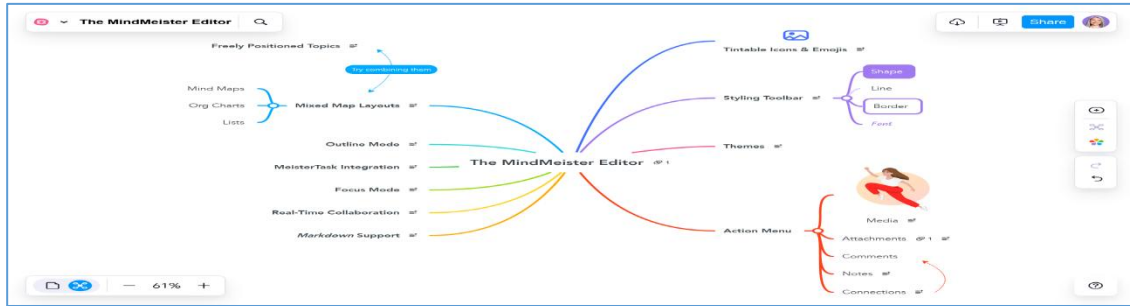 The MindMeister Editor
Share
Freely Positioned Topics
Try combining them
Mind Maps
Org Charts
Lists
Mixed Map Layouts
Outline Mode
MeisterTask Integration
Focus Mode
Real-Time Collaboration
Markdown Support
The MindMeister Editor 1
Tintable Icons & Emojis
Styling Toolbar
Shape
Line
Border
Font
Themes
Action Menu
Media
Attachments 1
Comments
Notes
Connections
61%